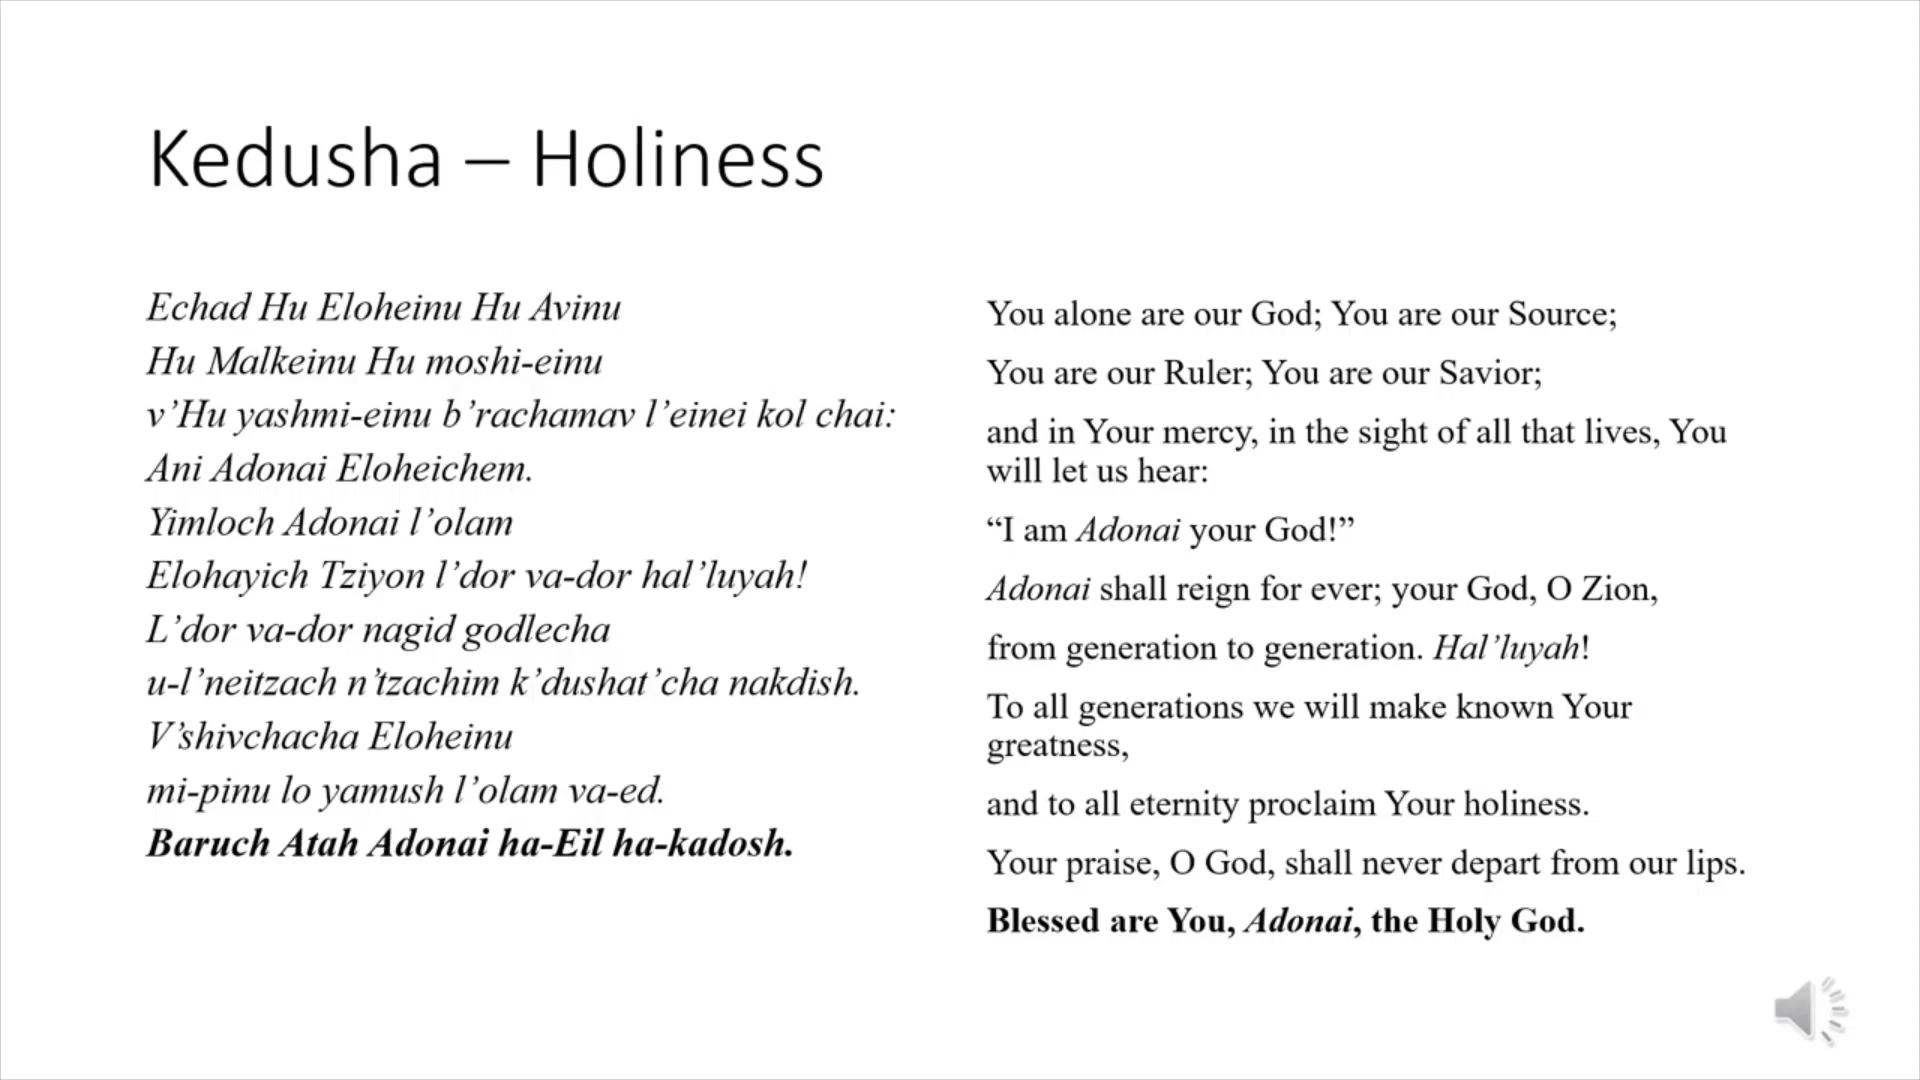 Kedusha – Holiness
Echad Hu Eloheinu Hu Avinu
Hu Malkeinu Hu moshi-einu
v’Hu yashmi-einu b’rachamav l’einei kol chai:
Ani Adonai Eloheichem.
Yimloch Adonai l’olam
Elohayich Tziyon l’dor va-dor hal’luyah!
L’dor va-dor nagid godlecha
u-l’neitzach n’tzachim k’dushat’cha nakdish.
V’shivchacha Eloheinu
mi-pinu lo yamush l’olam va-ed.
Baruch Atah Adonai ha-Eil ha-kadosh.
You alone are our God; You are our Source;
You are our Ruler; You are our Savior;
and in Your mercy, in the sight of all that lives, You
will let us hear:
“I am Adonai your God!”
Adonai shall reign for ever; your God, O Zion,
from generation to generation. Hal’luyah!
To all generations we will make known Your
greatness,
and to all eternity proclaim Your holiness.
Your praise, O God, shall never depart from our lips.
Blessed are You, Adonai, the Holy God.